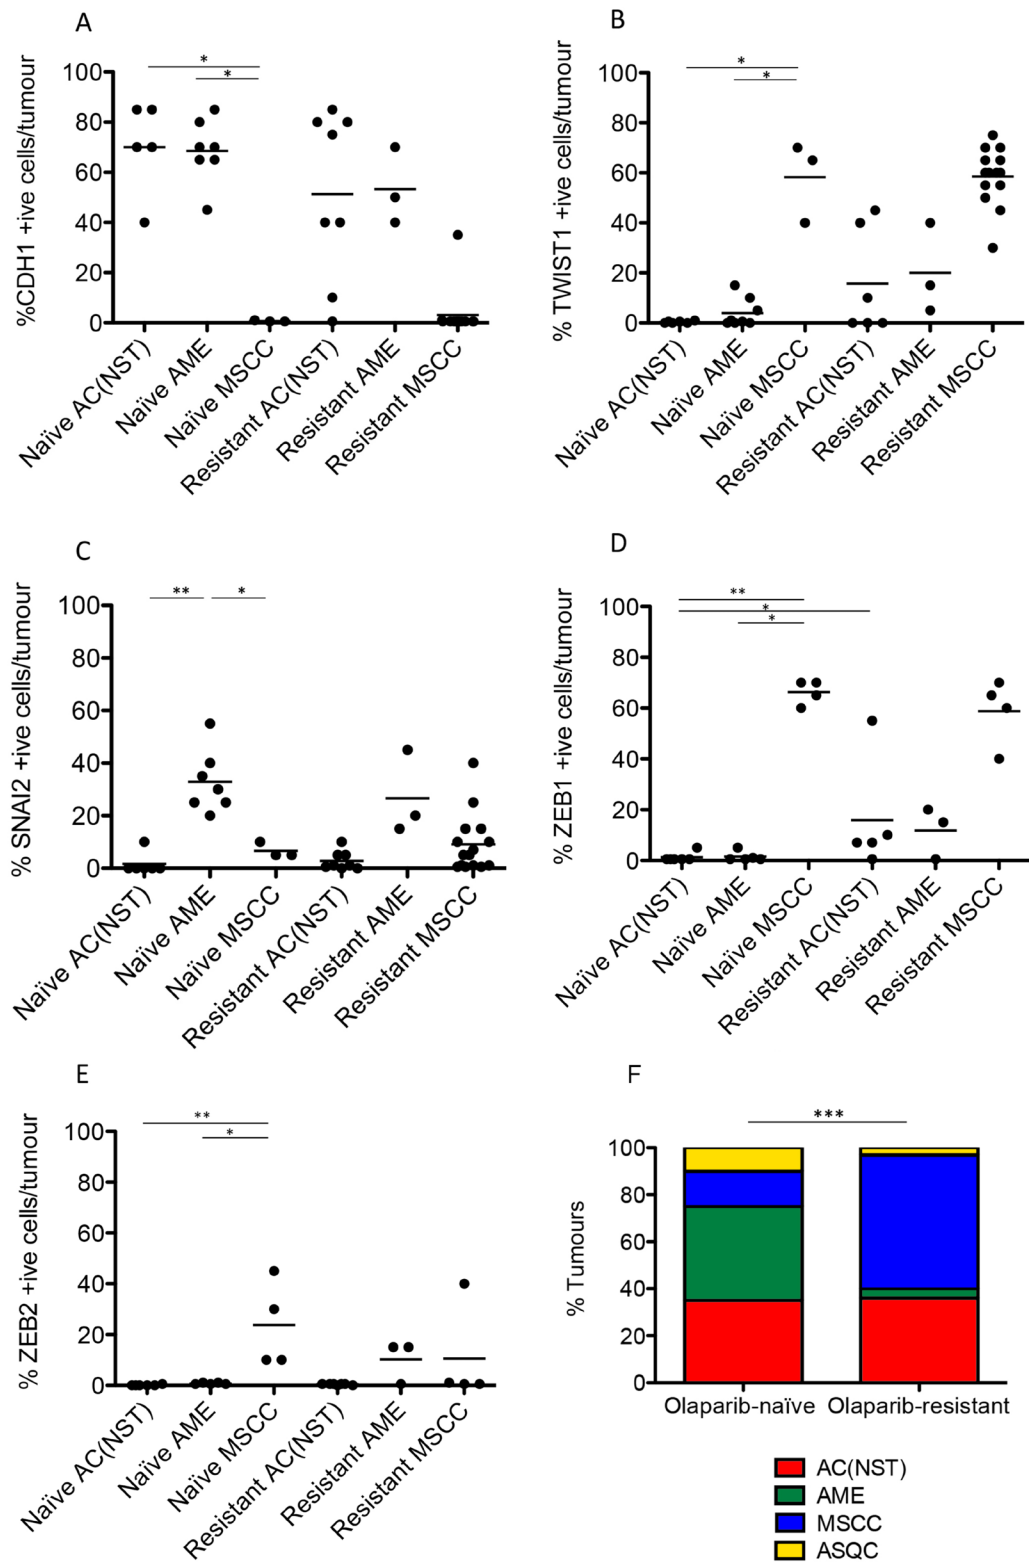 A
%CDH1 +ive cells/tumour
100
80
60
40
20
0
*
*
Naïve AC(NST)
Naïve AME
Naïve MSCC
Resistant AC(NST)
Resistant AME
Resistant MSCC
B
% TWIST1 +ive cells/tumour
100
80
60
40
20
0
*
*
Naïve AC(NST)
Naïve AME
Naïve MSCC
Resistant AC(NST)
Resistant AME
Resistant MSCC
C
% SNAI2 +ive cells/tumour
100
80
60
40
20
0
**
*
Naïve AC(NST)
Naïve AME
Naïve MSCC
Resistant AC(NST)
Resistant AME
Resistant MSCC
D
% ZEB1 +ive cells/tumour
100
80
60
40
20
0
**
*
*
Naïve AC(NST)
Naïve AME
Naïve MSCC
Resistant AC(NST)
Resistant AME
Resistant MSCC
E
% ZEB2 +ive cells/tumour
100
80
60
40
20
0
**
*
Naïve AC(NST)
Naïve AME
Naïve MSCC
Resistant AC(NST)
Resistant AME
Resistant MSCC
F
% Tumours
100
80
60
40
20
0
***
Olaparib-naïve
Olaparib-resistant
AC(NST)
AME
MSCC
ASQC